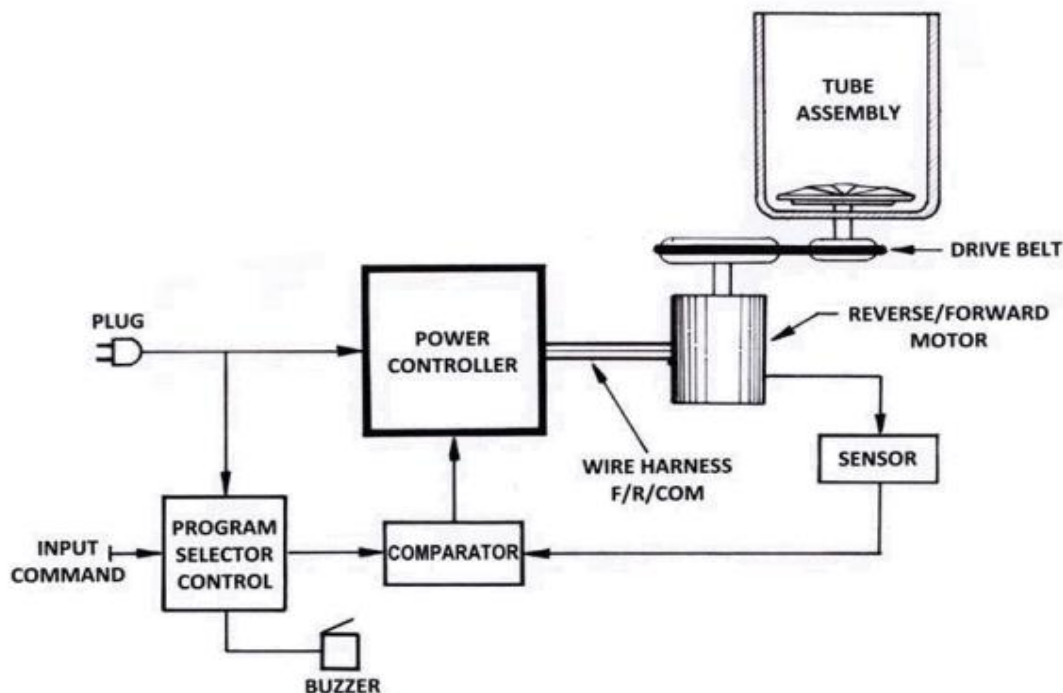 TUBE
ASSEMBLY
DRIVE BELT
PLUG
POWER
CONTROLLER
REVERSE/FORWARD
MOTOR
WIRE HARNESS
F/R/COM
SENSOR
INPUT
COMMAND
PROGRAM
SELECTOR
CONTROL
COMPARATOR
BUZZER